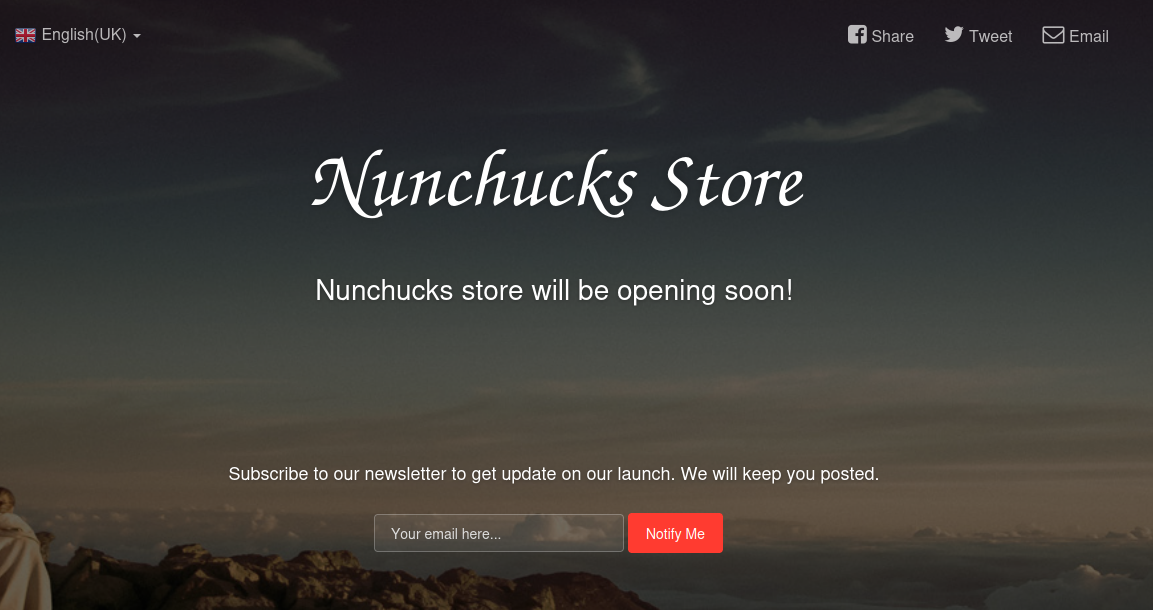 English(UK)
Share
Tweet
Email
Nunchucks Store
Nunchucks store will be opening soon!
Subscribe to our newsletter to get update on our launch. We will keep you posted.
Your email here...
Notify Me